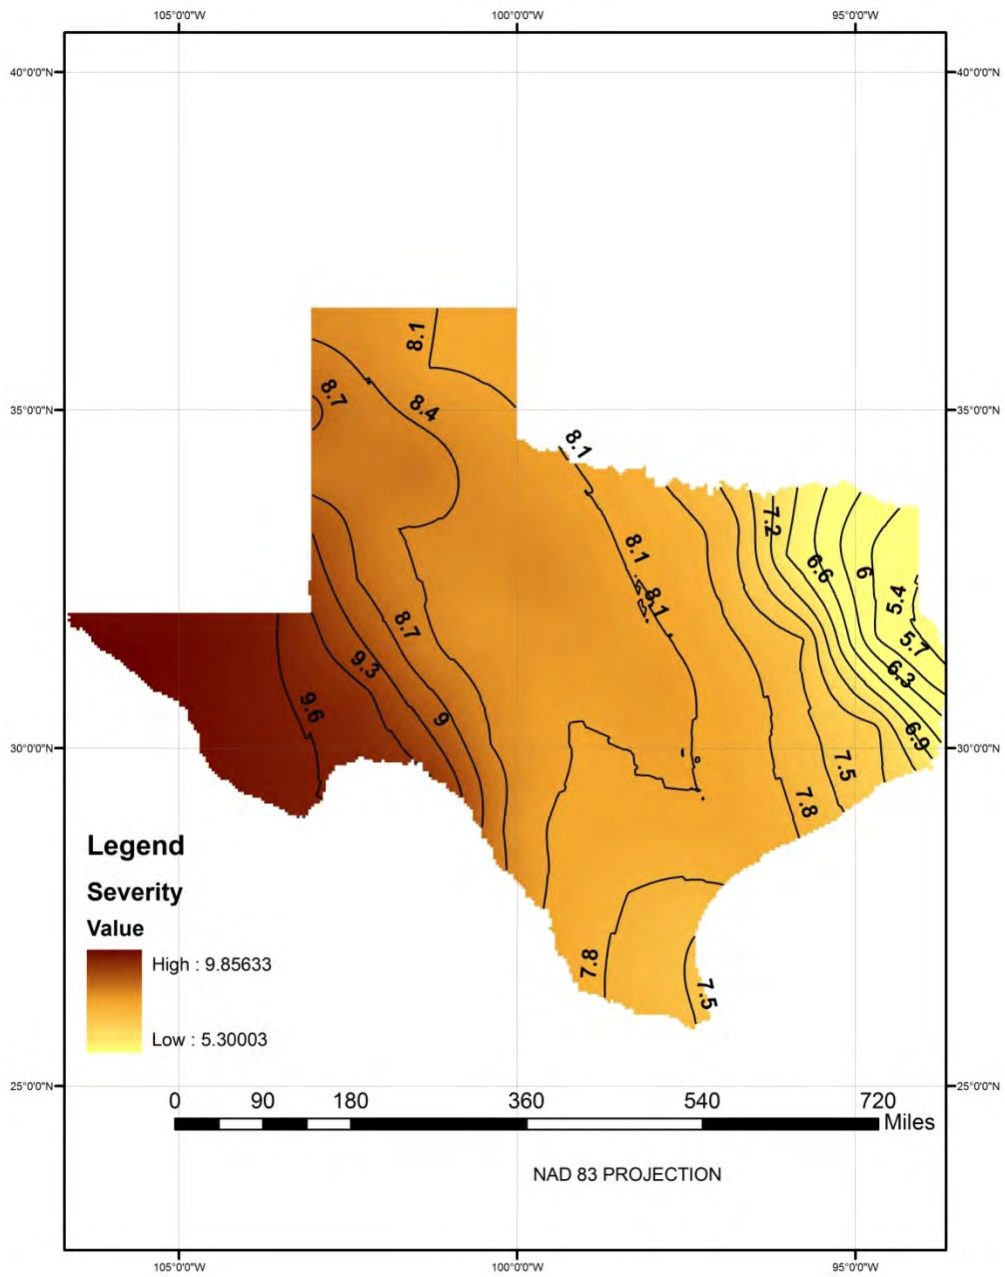 105°0'0"W 100°0'0"W 95°0'0"W
40°0'0"N 40°0'0"N
8.1
8.7
8.4
35°0'0"N 35°0'0"N
8.1
7.2
8.1
6.6
6
8.1
5.4
8.7
5.7
9.3
6.3
9.6
9
6.9
30°0'0"N 30°0'0"N
7.5
7.8
Legend
Severity
Value
High : 9.85633
Low : 5.30003
7.8
7.5
25°0'0"N 25°0'0"N
0 90 180 360 540 720
Miles
NAD 83 PROJECTION
105°0'0"W 100°0'0"W 95°0'0"W